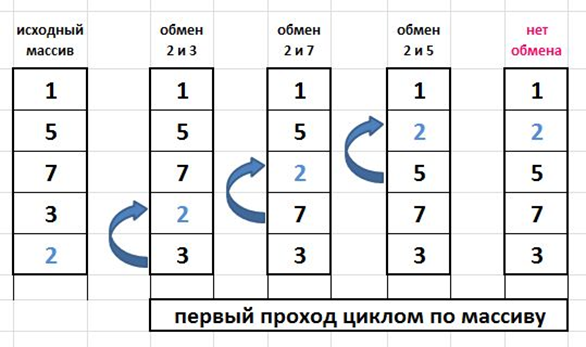 исходный массив
обмен 2 и 3
обмен 2 и 7
обмен 2 и 5
нет обмена
1 1 1 1 1
5 5 5 2 2
7 7 2 5 5
3 2 7 7 7
2 3 3 3 3
первый проход циклом по массиву